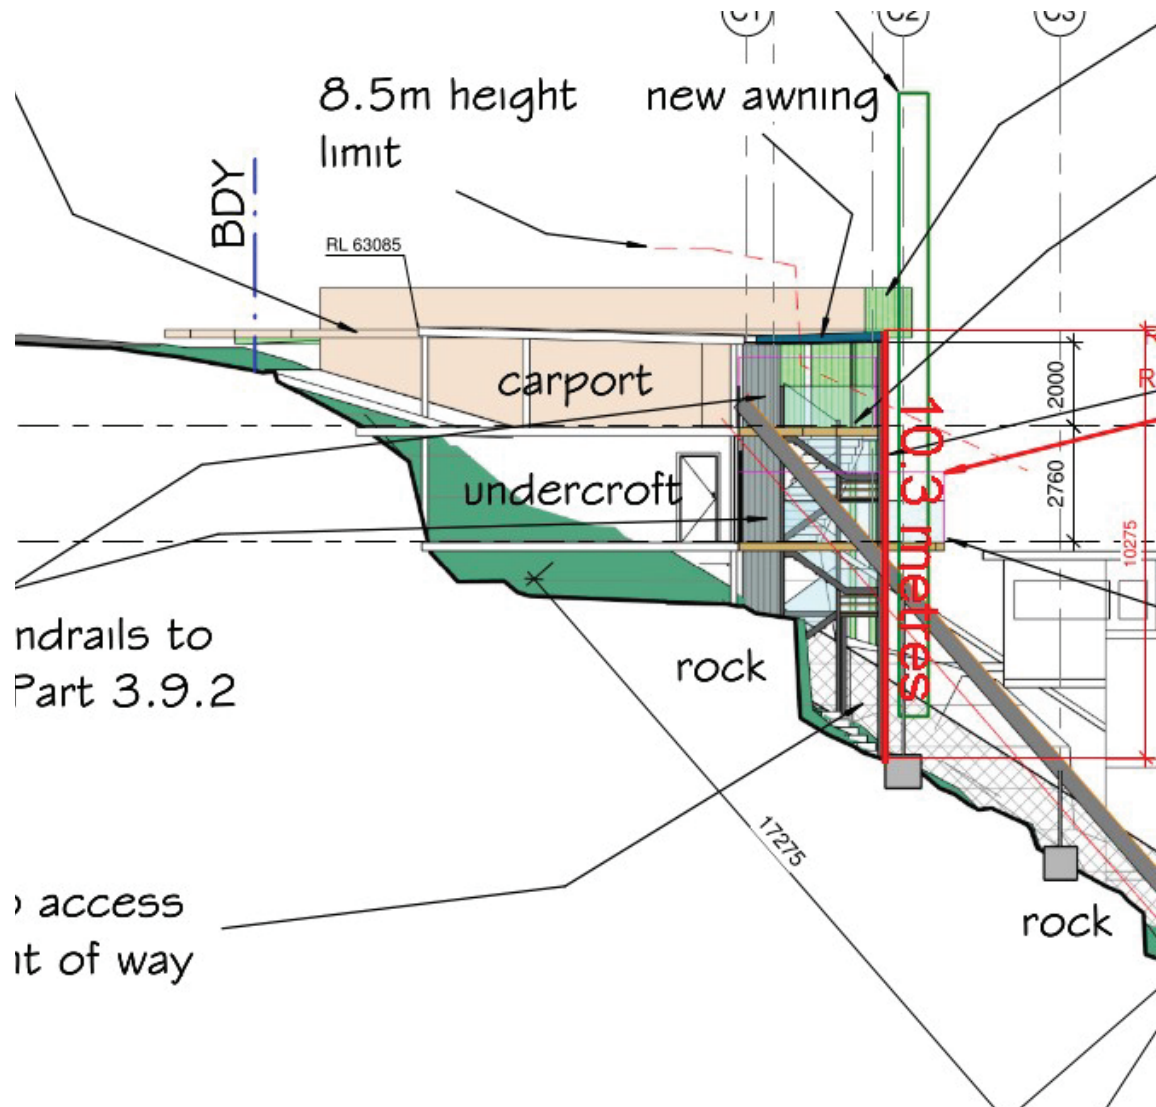 C1
C2
C3
8.5m height
limit
new awning
BDY
RL 63085
carport
2000
R
10.3 metres
undercroft
2760
10275
ndrails to
Part 3.9.2
rock
17275
access
nt of way
rock